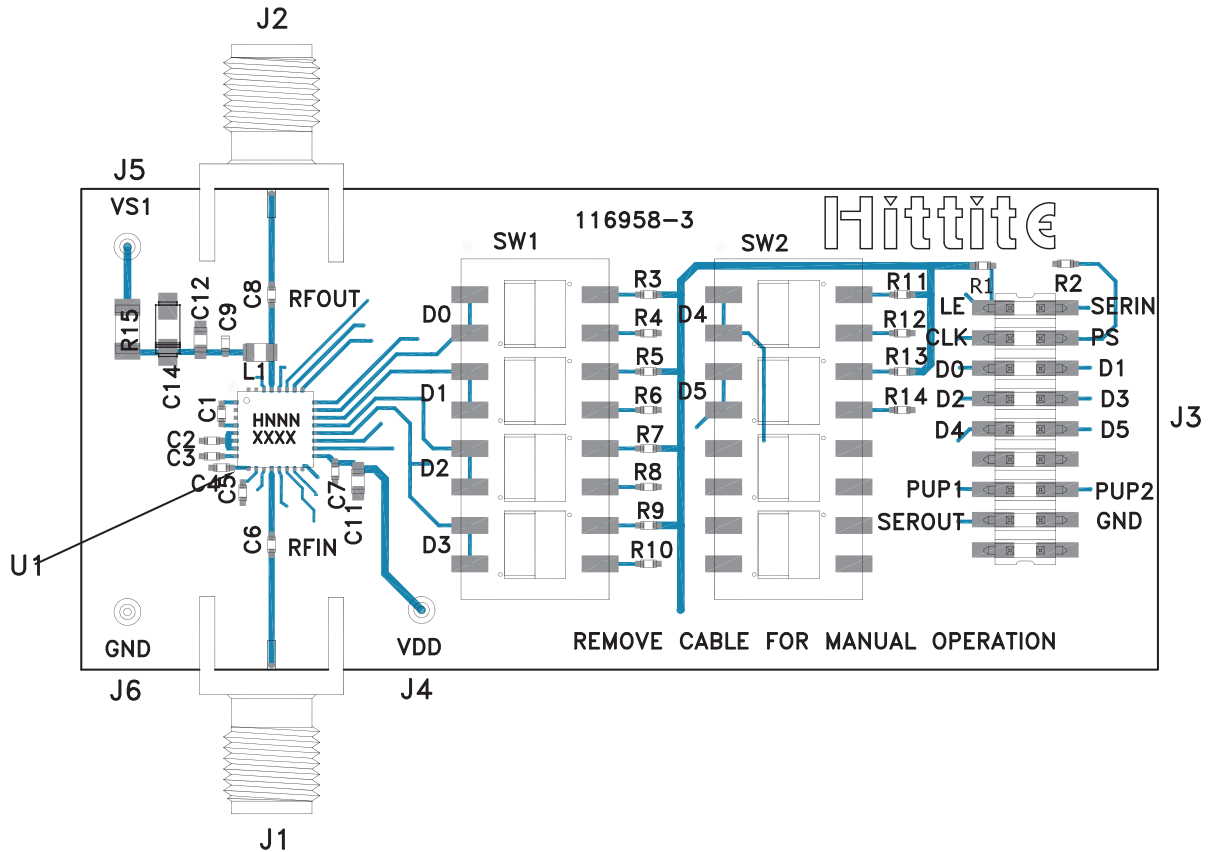 J2
J5
VS1
116958-3
Hittite
SW1
SW2
R15
C12
C9
C8
RFOUT
C14
L1
D0
D1
D2
D3
R3
R4
R5
R6
R7
R8
R9
R10
D4
D5
R11
R12
R13
R14
R1
R2
LE
SERIN
CLK
PS
D0
D1
D2
D3
D4
D5
PUP1
PUP2
SEROUT
GND
J3
C1
C2
C3
C4
C5
HNNN
XXXX
C7
C11
C6
RFIN
U1
GND
VDD
REMOVE CABLE FOR MANUAL OPERATION
J6
J4
J1